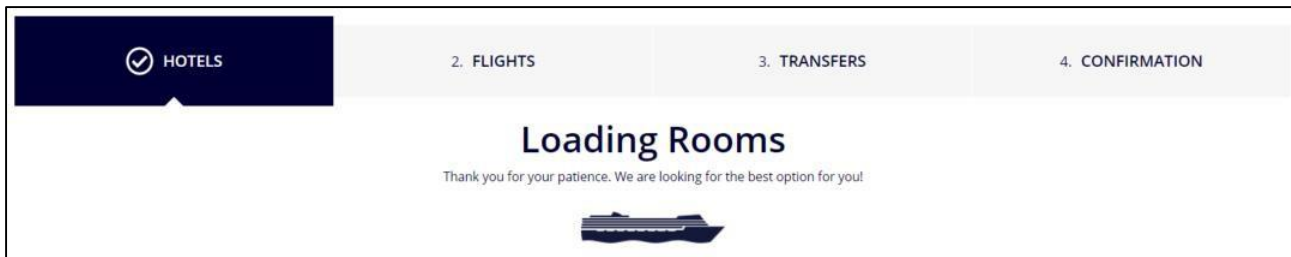 HOTELS
2. FLIGHTS
3. TRANSFERS
4. CONFIRMATION
Loading Rooms
Thank you for your patience. We are looking for the best option for you!